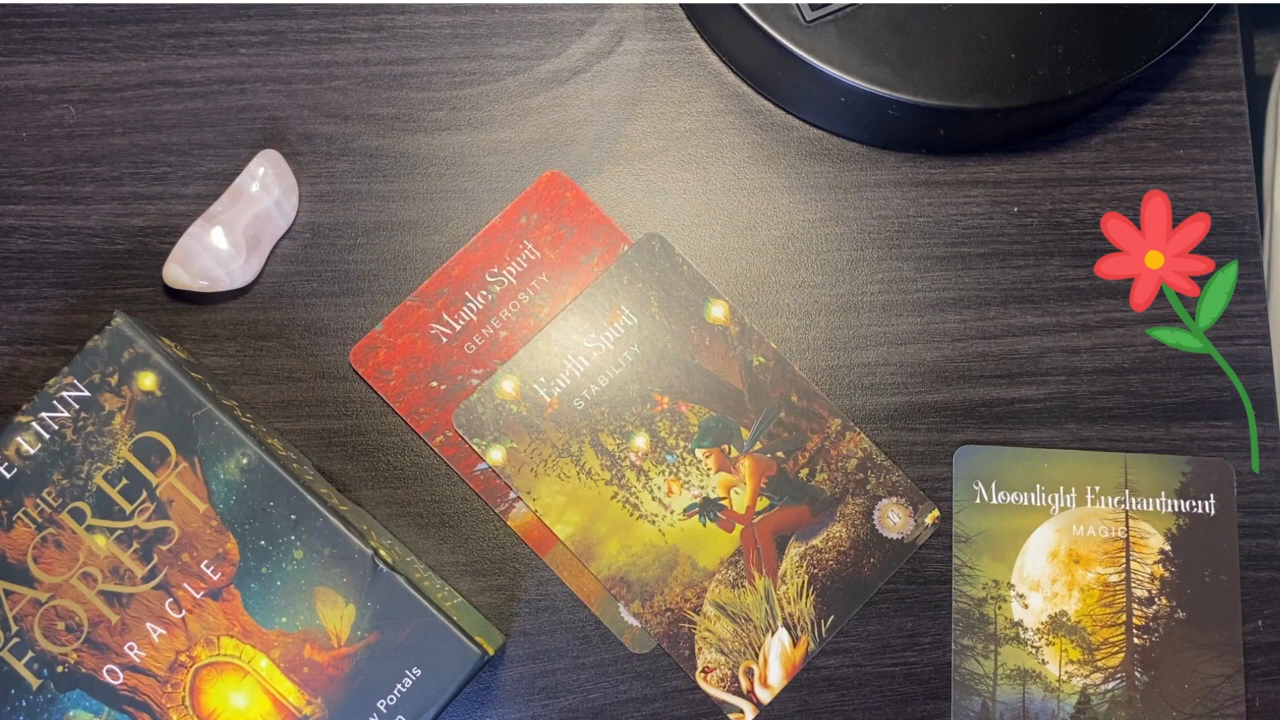 Maple Spirit
GENEROSITY
Earth Spirit
STABILITY
Moonlight Enchantment
MAGIC
E LINN
THE
SACRED
FOREST
ORACLE
Portals